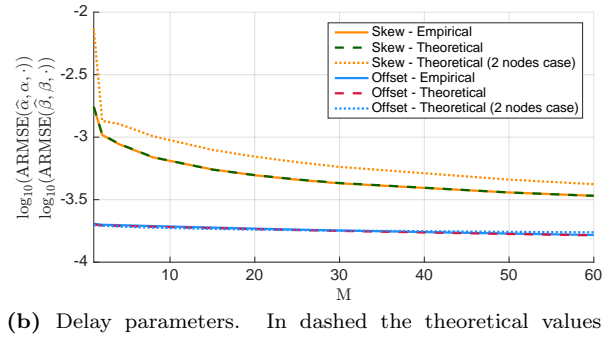 -2
-2.5
-3
-3.5
-4
log₁₀(ARMSE(α̂, α, ·))
log₁₀(ARMSE(β̂, β, ·))
Skew - Empirical
Skew - Theoretical
Skew - Theoretical (2 nodes case)
Offset - Empirical
Offset - Theoretical
Offset - Theoretical (2 nodes case)
10 20 30 40 50 60
M
(b) Delay parameters. In dashed the theoretical values